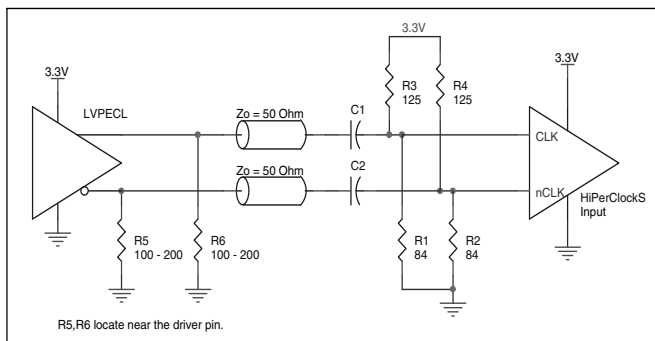 3.3V
3.3V
3.3V
R3
125
R4
125
LVPECL
Zo = 50 Ohm
C1
CLK
Zo = 50 Ohm
C2
nCLK
HiPerClockS
Input
R5
100 - 200
R6
100 - 200
R1
84
R2
84
R5,R6 locate near the driver pin.